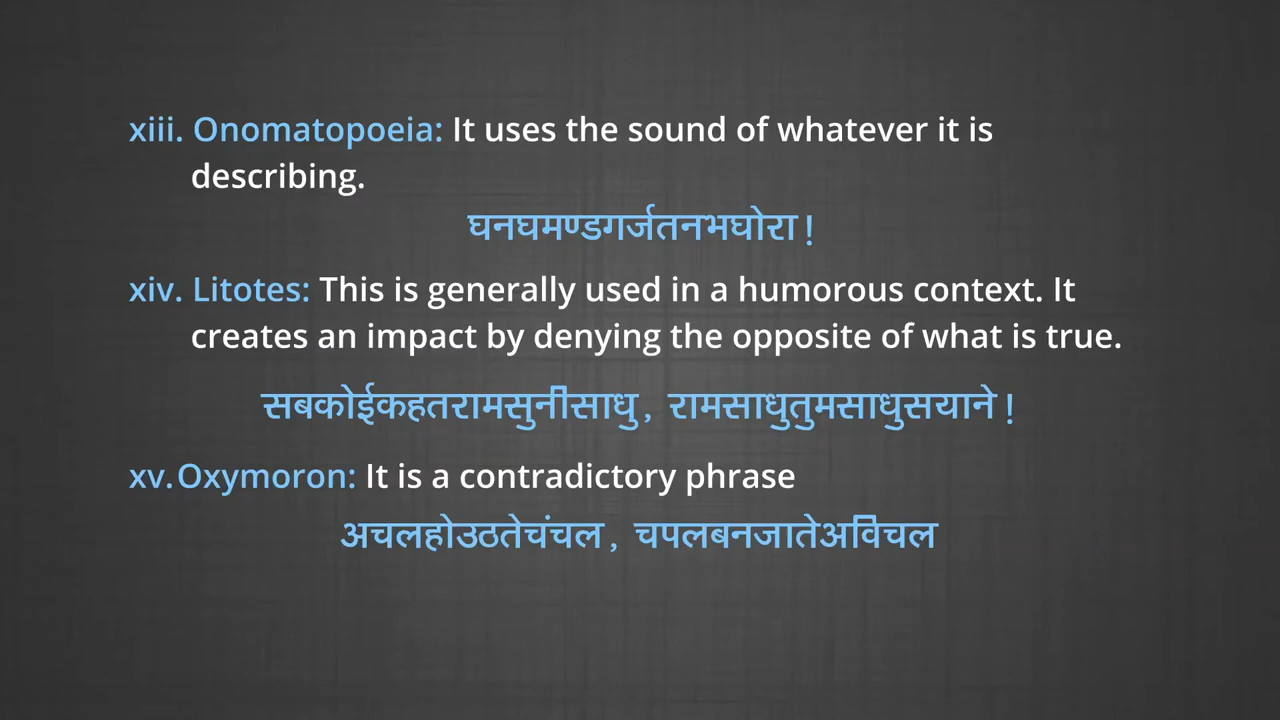 xiii. Onomatopoeia: It uses the sound of whatever it is
describing.
घनघमण्डगर्जतनभघोरा!
xiv. Litotes: This is generally used in a humorous context. It
creates an impact by denying the opposite of what is true.
सबकोईकहतरामसुनीसाधु, रामसाधुतुमसाधुसयाने!
xv. Oxymoron: It is a contradictory phrase
अचलहोउठतेचंचल, चपलबनजातेअविचल